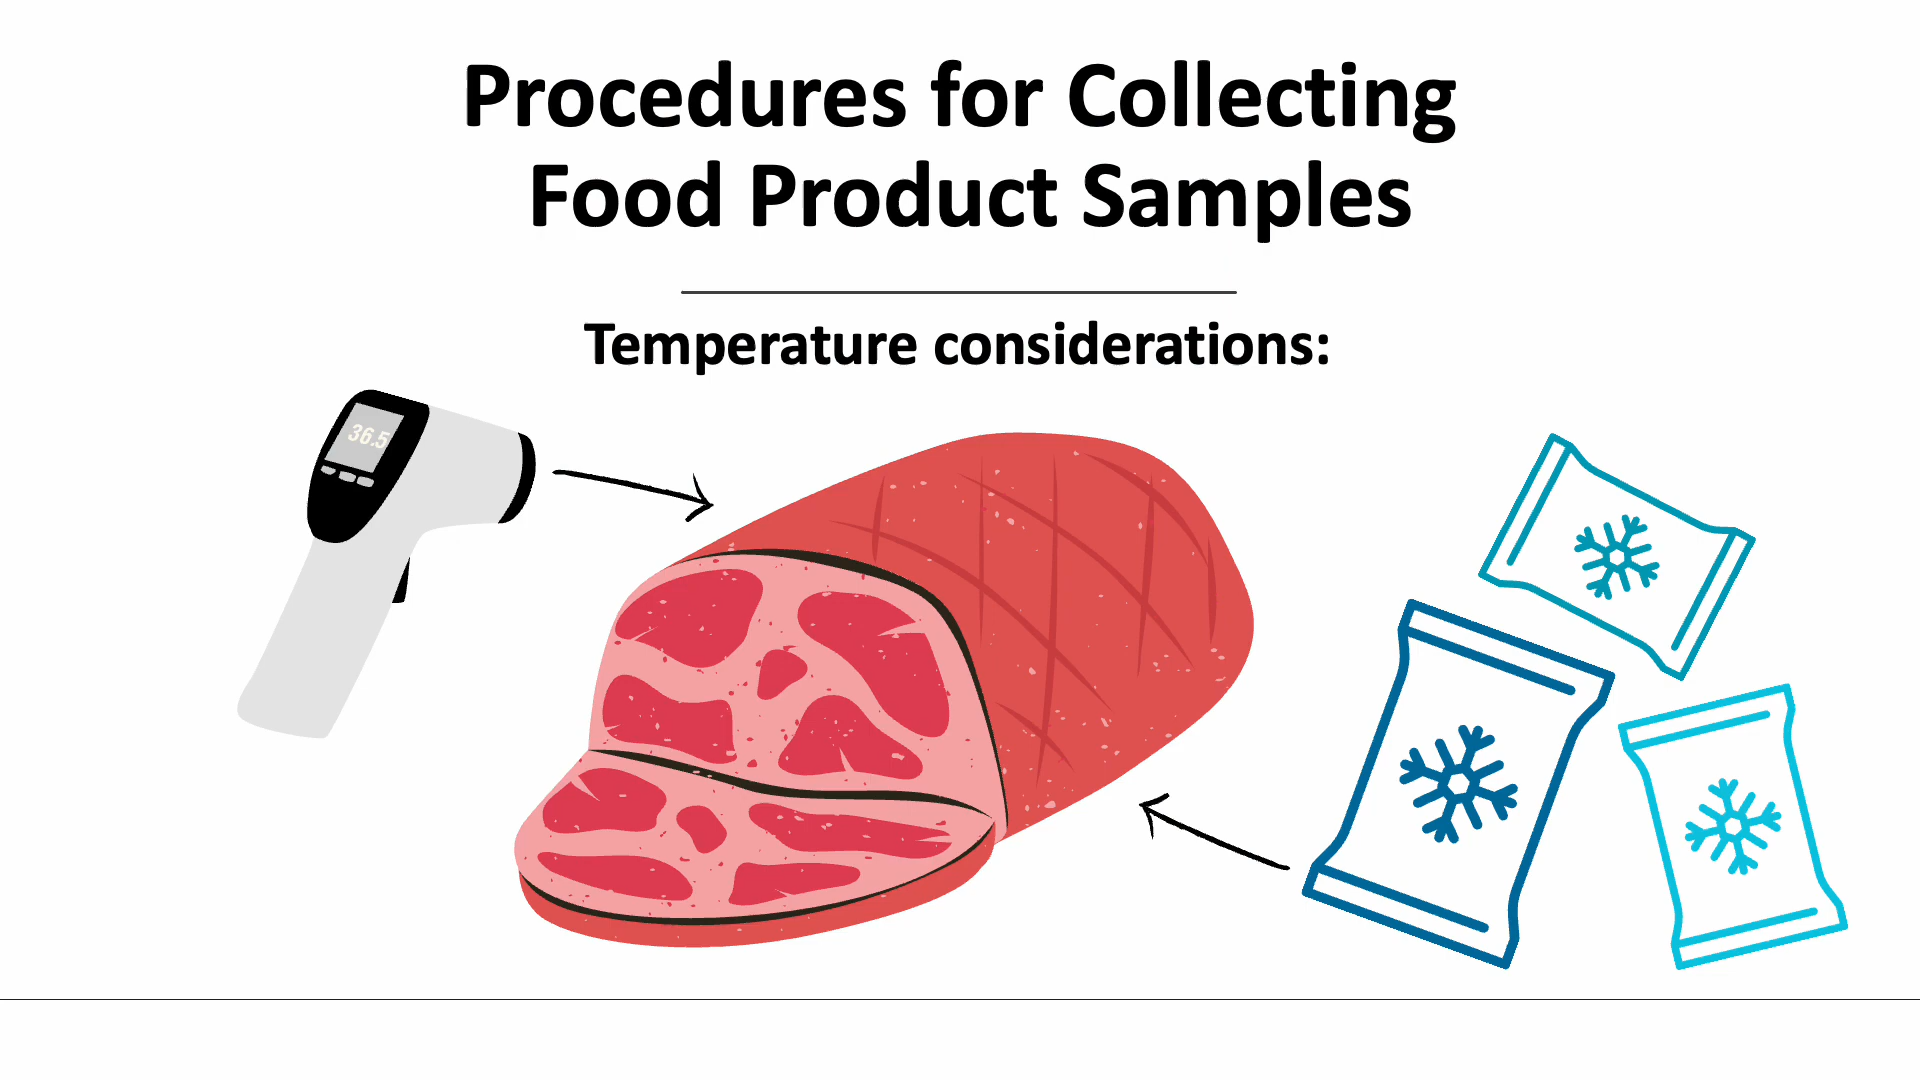 Procedures for Collecting
Food Product Samples
Temperature considerations:
36.5